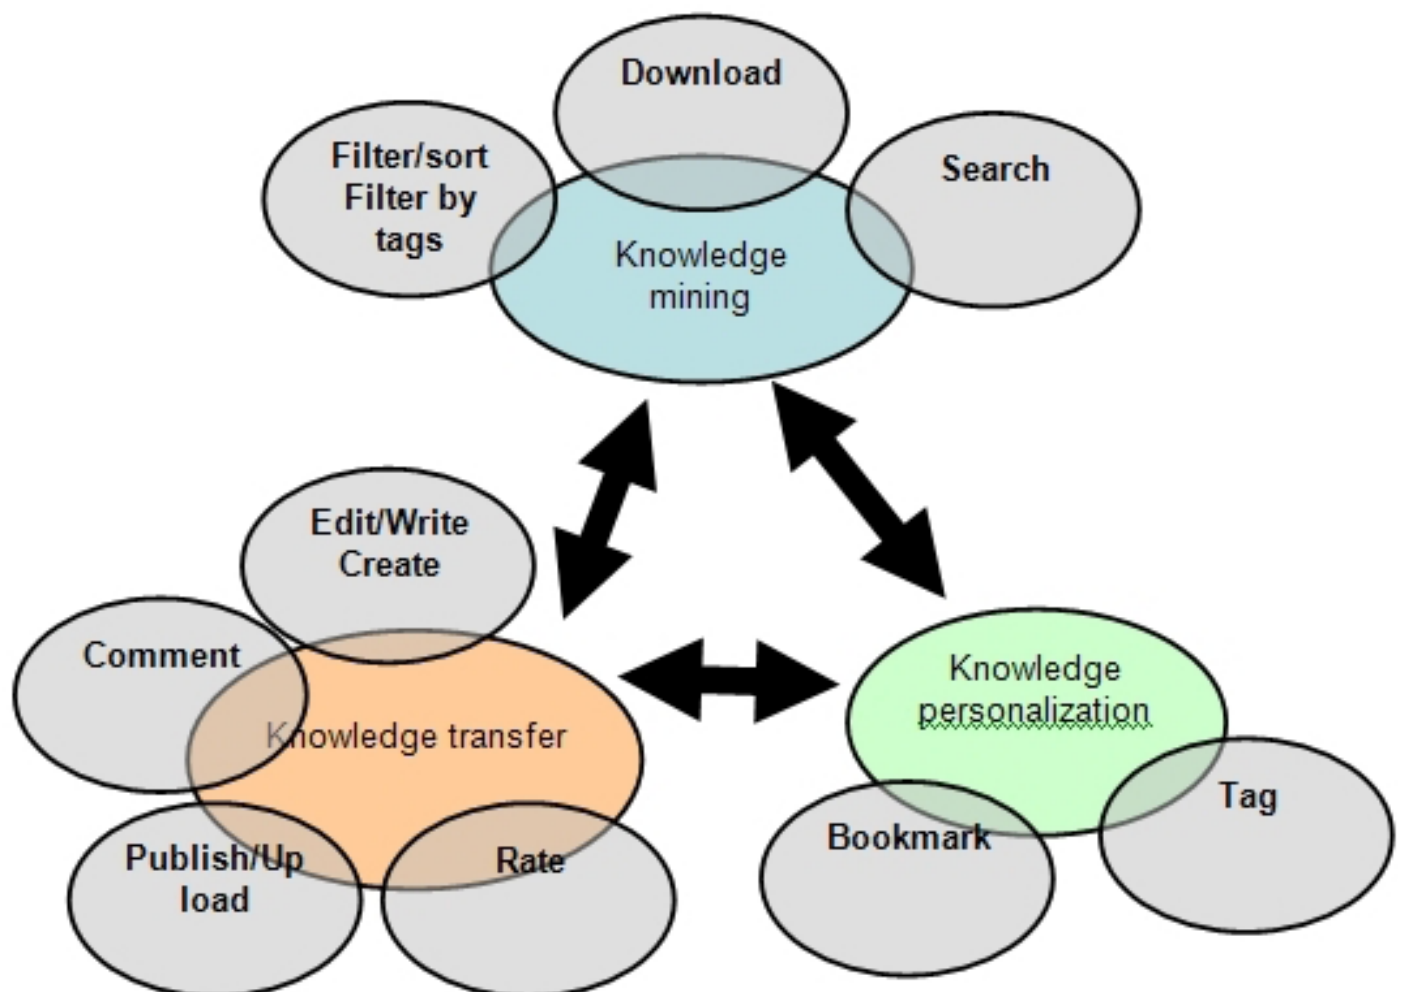 Download
Filter/sort
Filter by
tags
Search
Knowledge
mining
Edit/Write
Create
Comment
Knowledge transfer
Publish/Up
load
Rate
Knowledge
personalization
Bookmark
Tag